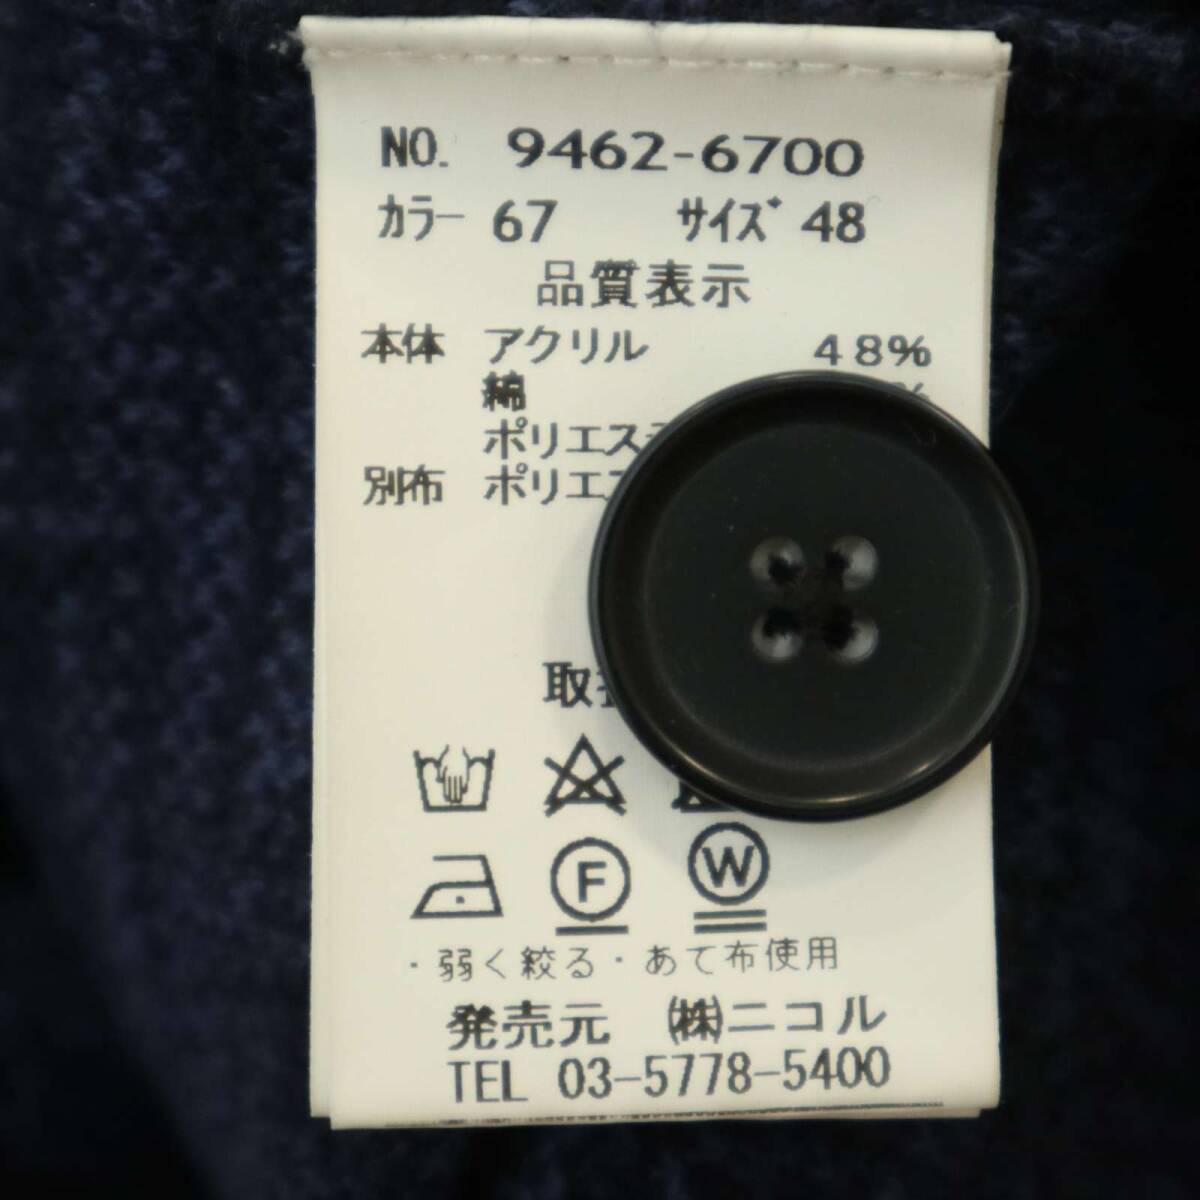 NO. 9462-6700
カラー 67 サイズ 48
品質表示
本体 アクリル 48%
綿 %
ポリエステ
別布 ポリエ
取
F W
・弱く絞る・あて布使用
発売元 ㈱ニコル
TEL 03-5778-5400